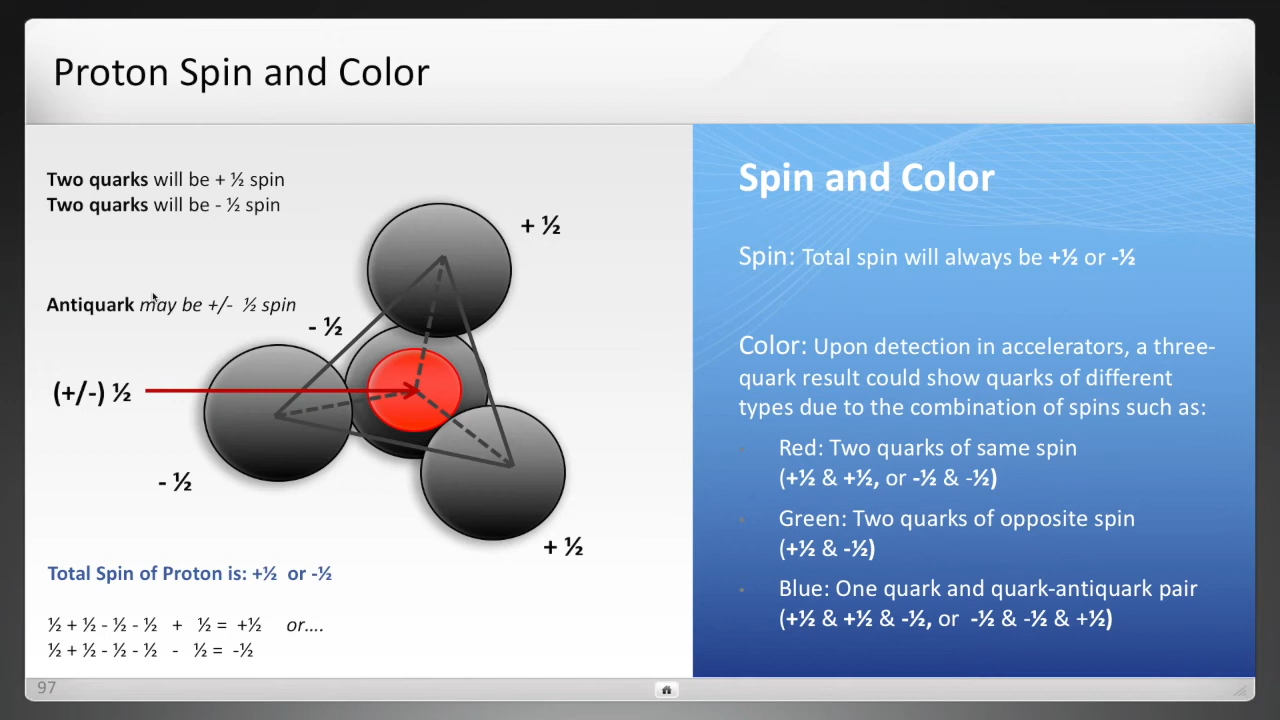 Proton Spin and Color
Two quarks will be + ½ spin
Two quarks will be - ½ spin
Antiquark may be +/- ½ spin
+ ½
- ½
(+/-) ½
- ½
+ ½
Total Spin of Proton is: +½ or -½
½ + ½ - ½ - ½ + ½ = +½ or....
½ + ½ - ½ - ½ - ½ = -½
Spin and Color
Spin: Total spin will always be +½ or -½
Color: Upon detection in accelerators, a three-
quark result could show quarks of different
types due to the combination of spins such as:
Red: Two quarks of same spin
(+½ & +½, or -½ & -½)
Green: Two quarks of opposite spin
(+½ & -½)
Blue: One quark and quark-antiquark pair
(+½ & +½ & -½, or -½ & -½ & +½)
97